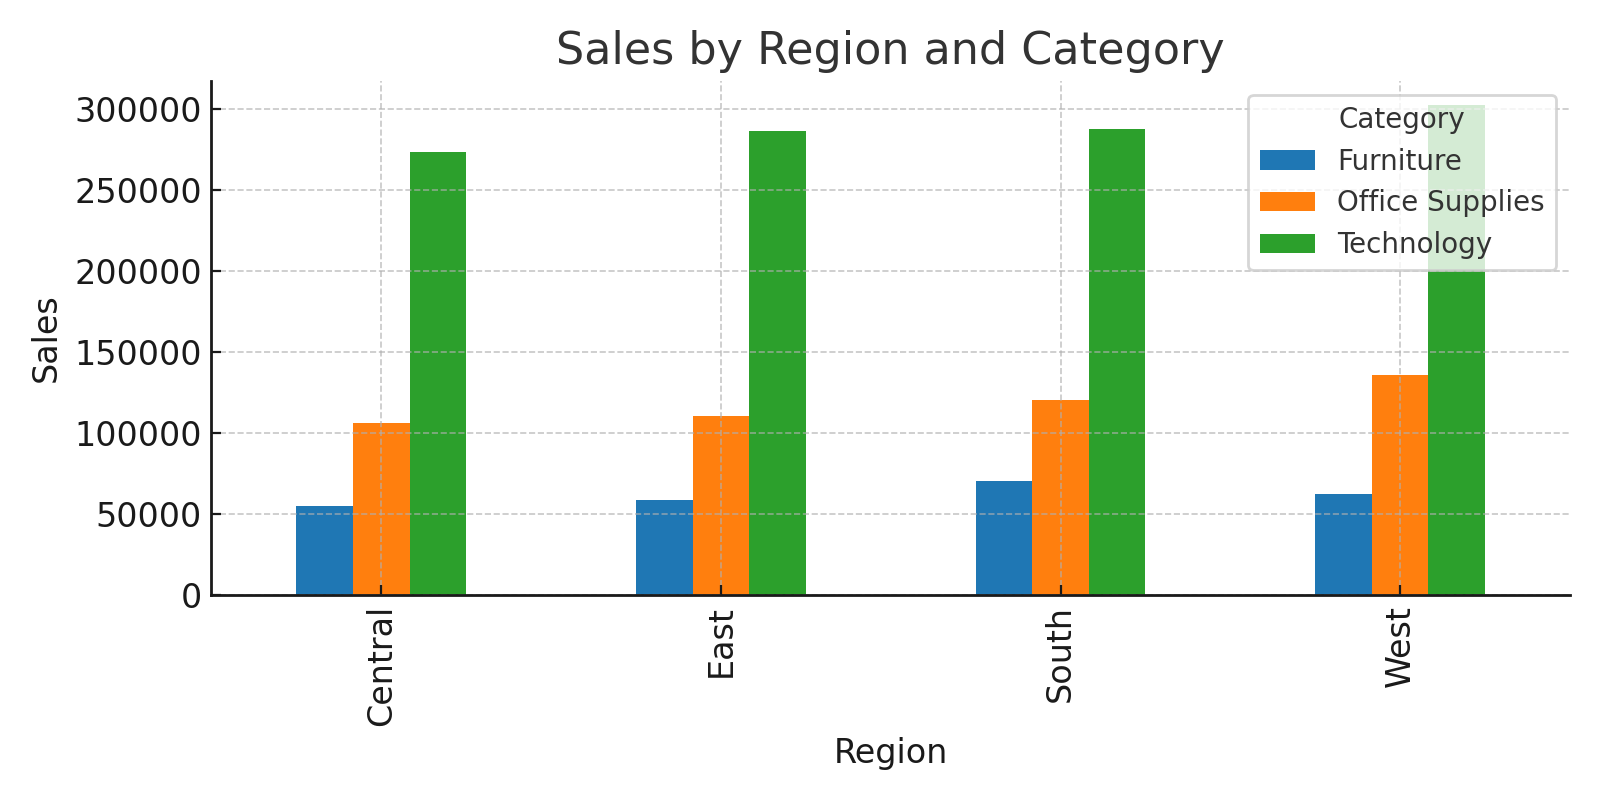 Sales by Region and Category
Sales
300000
250000
200000
150000
100000
50000
0
Category
Furniture
Office Supplies
Technology
Central
East
South
West
Region